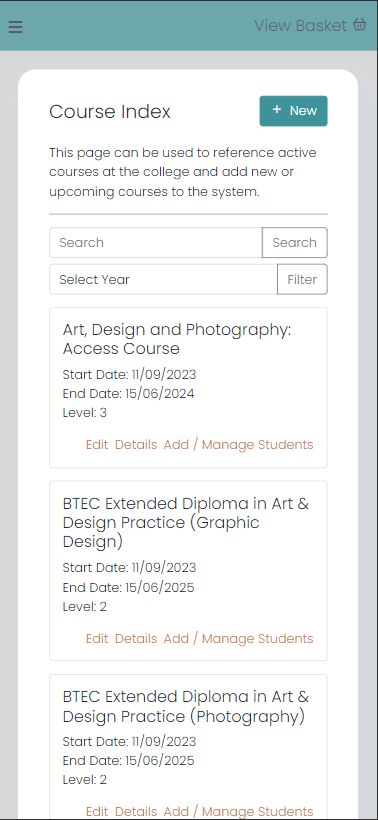 View Basket
Course Index
+ New
This page can be used to reference active
courses at the college and add new or
upcoming courses to the system.
Search Search
Select Year Filter
Art, Design and Photography:
Access Course
Start Date: 11/09/2023
End Date: 15/06/2024
Level: 3
Edit Details Add / Manage Students
BTEC Extended Diploma in Art &
Design Practice (Graphic
Design)
Start Date: 11/09/2023
End Date: 15/06/2025
Level: 2
Edit Details Add / Manage Students
BTEC Extended Diploma in Art &
Design Practice (Photography)
Start Date: 11/09/2023
End Date: 15/06/2025
Level: 2
Edit Details Add / Manage Students